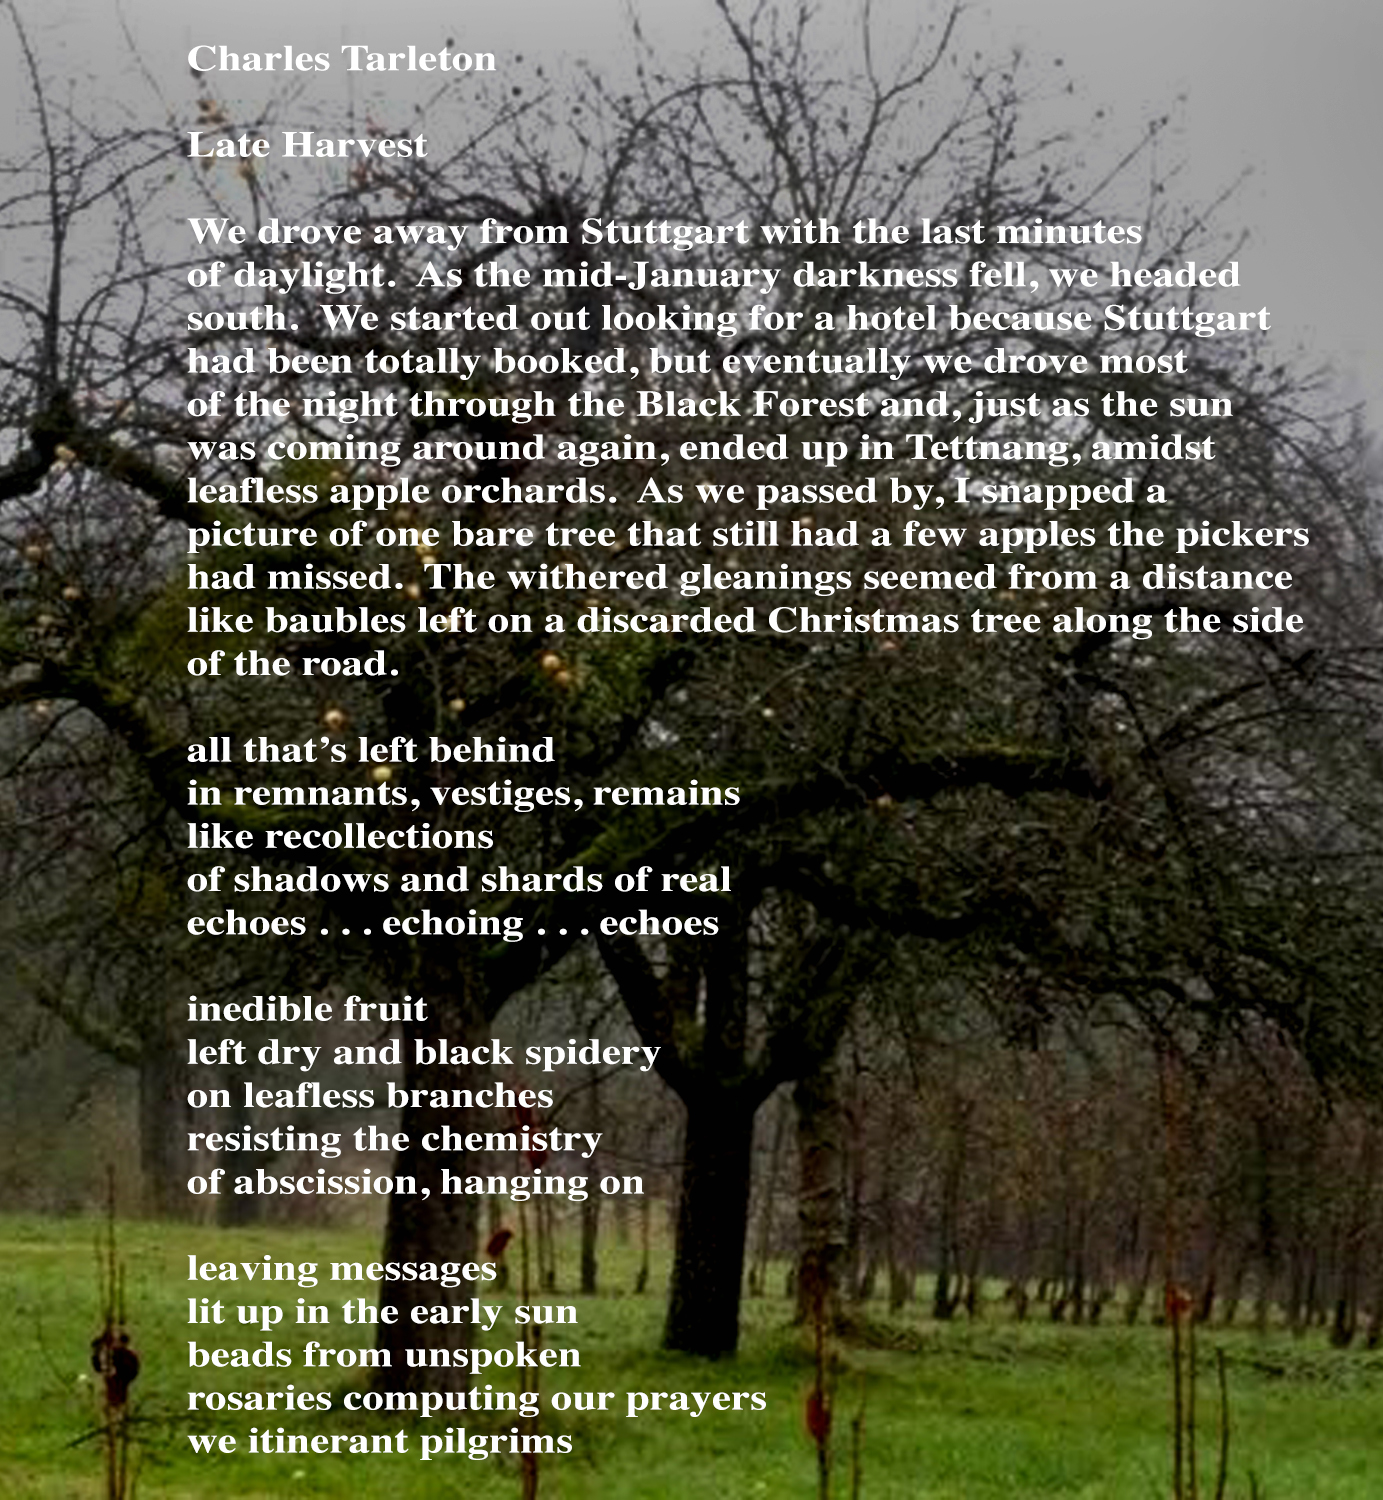 Charles Tarleton
Late Harvest
We drove away from Stuttgart with the last minutes
of daylight.  As the mid-January darkness fell, we headed
south.  We started out looking for a hotel because Stuttgart
had been totally booked, but eventually we drove most
of the night through the Black Forest and, just as the sun
was coming around again, ended up in Tettnang, amidst
leafless apple orchards.  As we passed by, I snapped a
picture of one bare tree that still had a few apples the pickers
had missed.  The withered gleanings seemed from a distance
like baubles left on a discarded Christmas tree along the side
of the road.
all that’s left behind
in remnants, vestiges, remains
like recollections
of shadows and shards of real
echoes . . . echoing . . . echoes
inedible fruit
left dry and black spidery
on leafless branches
resisting the chemistry
of abscission, hanging on
leaving messages
lit up in the early sun
beads from unspoken
rosaries computing our prayers
we itinerant pilgrims